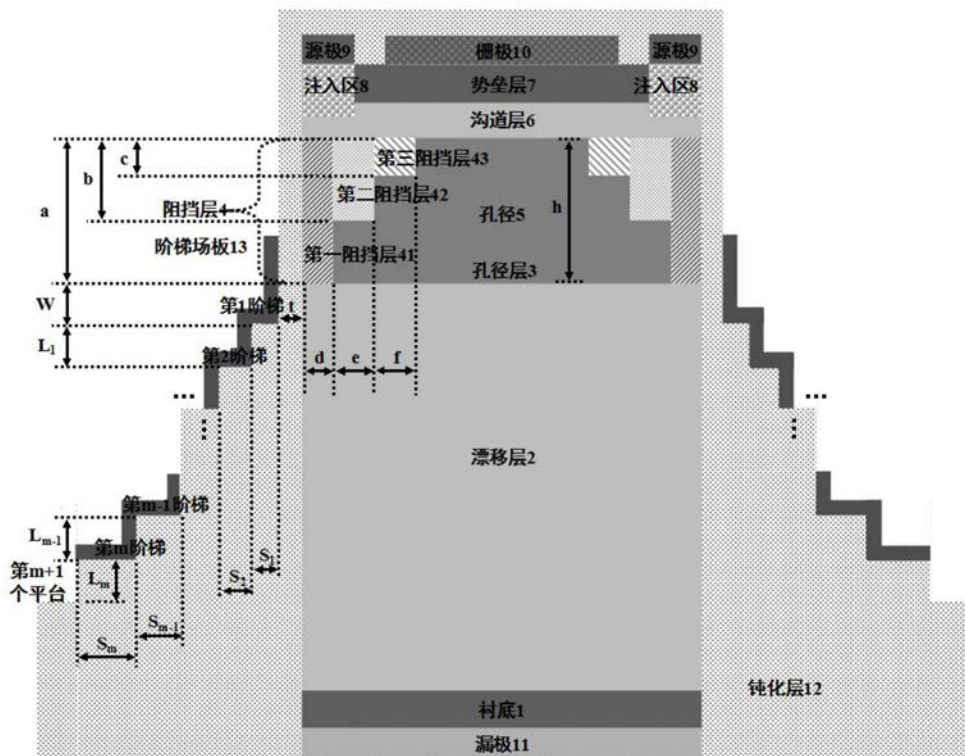 源极9
栅极10
源极9
注入区8
势垒层7
注入区8
沟道层6
c
第三阻挡层43
b
第二阻挡层42
a
阻挡层4
h
孔径5
阶梯场板13
第一阻挡层41
孔径层3
W
第1阶梯
t
L1
第2阶梯
d
e
f
...
...
...
...
漂移层2
第m-1阶梯
Lm-1
第m阶梯
第m+1
个平台
Lm
S1
S2
Sm-1
Sm
钝化层12
衬底1
漏极11